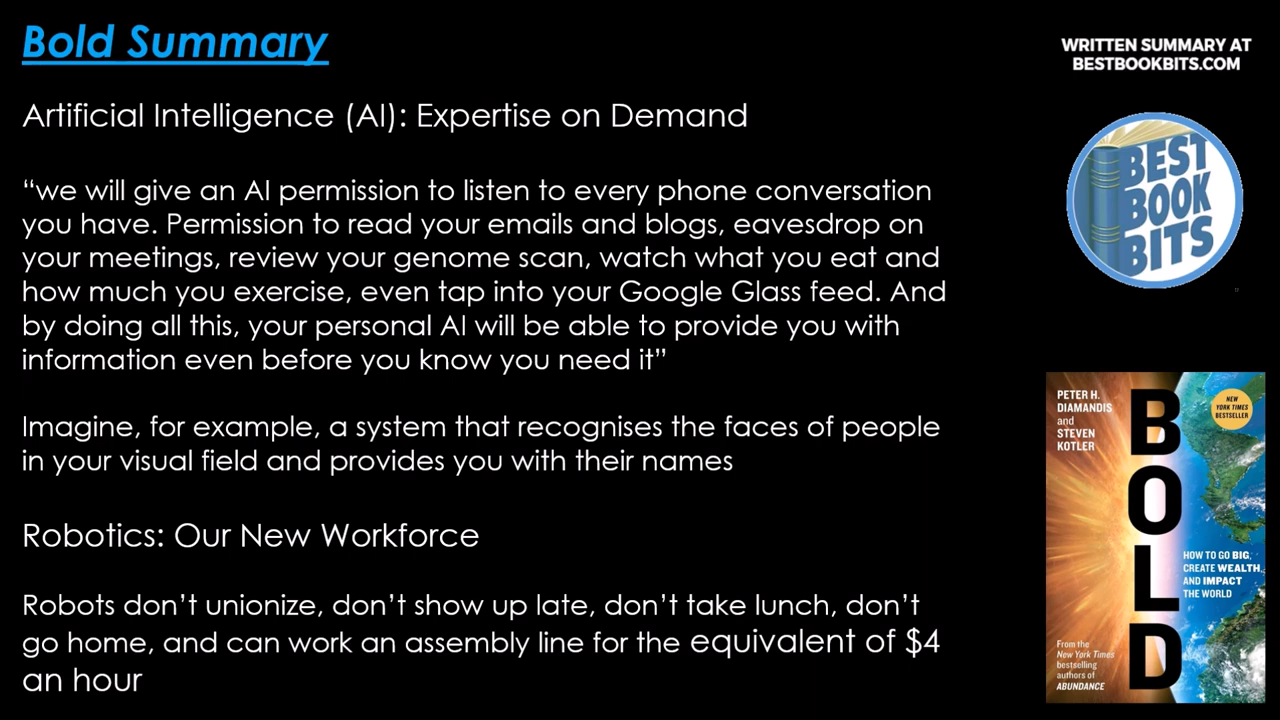 Bold Summary
WRITTEN SUMMARY AT
BESTBOOKBITS.COM
Artificial Intelligence (AI): Expertise on Demand
“we will give an AI permission to listen to every phone conversation
you have. Permission to read your emails and blogs, eavesdrop on
your meetings, review your genome scan, watch what you eat and
how much you exercise, even tap into your Google Glass feed. And
by doing all this, your personal AI will be able to provide you with
information even before you know you need it”
Imagine, for example, a system that recognises the faces of people
in your visual field and provides you with their names
Robotics: Our New Workforce
Robots don’t unionize, don’t show up late, don’t take lunch, don’t
go home, and can work an assembly line for the equivalent of $4
an hour
BEST
BOOK
BITS
PETER H.
DIAMANDIS
and
STEVEN
KOTLER
NEW
YORK TIMES
BESTSELLER
BOLD
HOW TO GO BIG,
CREATE WEALTH,
AND IMPACT
THE WORLD
From the
New York Times
bestselling
authors of
ABUNDANCE